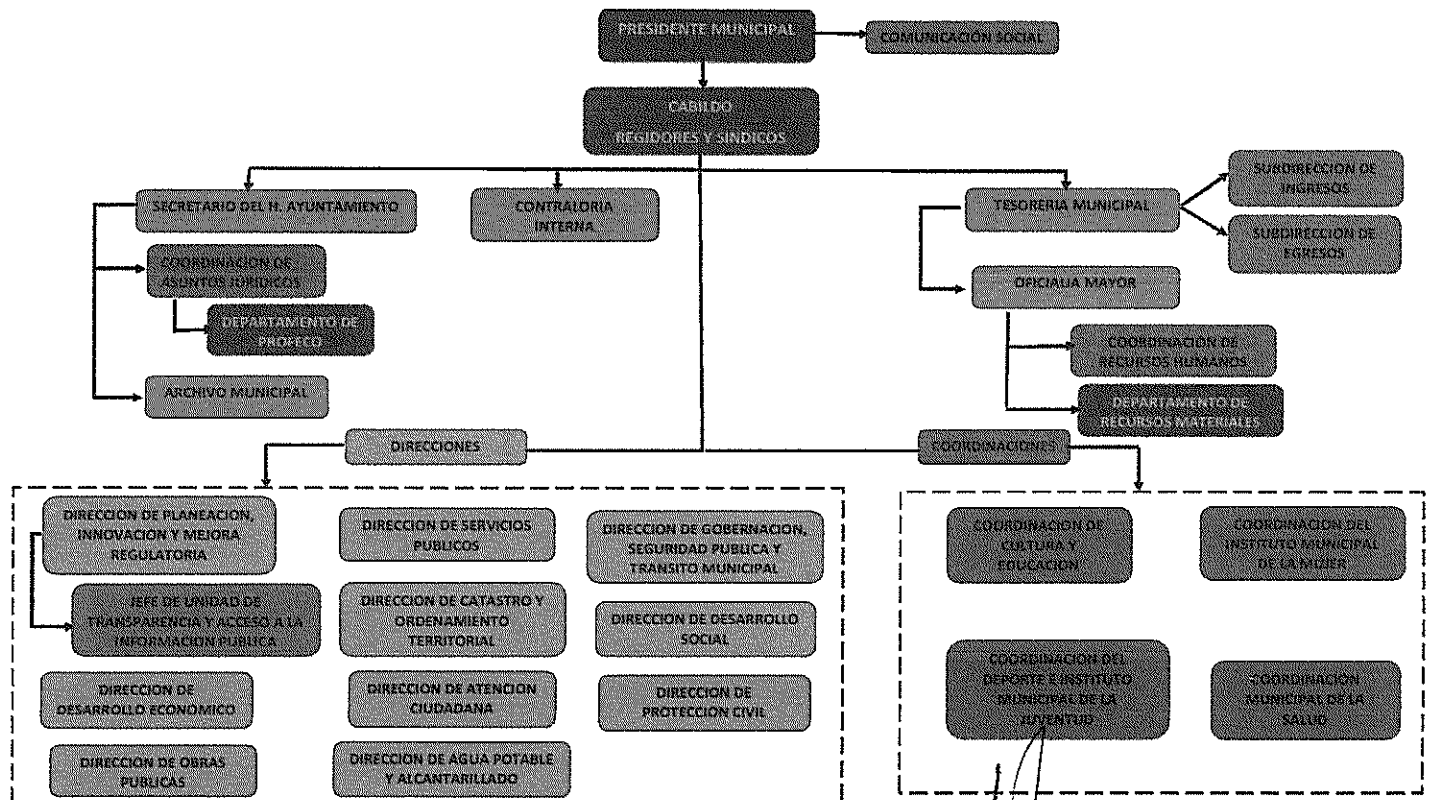 PRESIDENTE MUNICIPAL
COMUNICACIÓN SOCIAL
CABILDO
REGIDORES Y SINDICOS
SECRETARIO DEL H. AYUNTAMIENTO
CONTRALORIA
INTERNA
TESORERIA MUNICIPAL
SUBDIRECCION DE
INGRESOS
SUBDIRECCION DE
EGRESOS
COORDINACION DE
ASUNTOS JURIDICOS
DEPARTAMENTO DE
PROFECO
ARCHIVO MUNICIPAL
OFICIALIA MAYOR
COORDINACION DE
RECURSOS HUMANOS
DEPARTAMENTO DE
RECURSOS MATERIALES
DIRECCIONES
COORDINACIONES
DIRECCION DE PLANEACION,
INNOVACION Y MEJORA
REGULATORIA
JEFE DE UNIDAD DE
TRANSPARENCIA Y ACCESO A LA
INFORMACION PUBLICA
DIRECCION DE
DESARROLLO ECONOMICO
DIRECCION DE OBRAS
PUBLICAS
DIRECCION DE SERVICIOS
PUBLICOS
DIRECCION DE CATASTRO Y
ORDENAMIENTO
TERRITORIAL
DIRECCION DE ATENCION
CIUDADANA
DIRECCION DE AGUA POTABLE
Y ALCANTARILLADO
DIRECCION DE GOBERNACION,
SEGURIDAD PUBLICA Y
TRANSITO MUNICIPAL
DIRECCION DE DESARROLLO
SOCIAL
DIRECCION DE
PROTECCION CIVIL
COORDINACION DE
CULTURA Y
EDUCACION
COORDINACION DEL
INSTITUTO MUNICIPAL
DE LA MUJER
COORDINACION DEL
DEPORTE E INSTITUTO
MUNICIPAL DE LA
JUVENTUD
COORDINACION
MUNICIPAL DE LA
SALUD